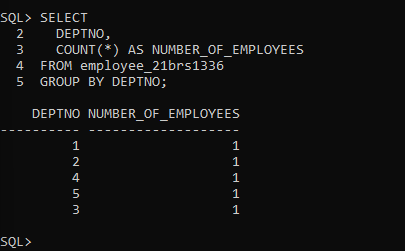 SQL> SELECT
  2    DEPTNO,
  3    COUNT(*) AS NUMBER_OF_EMPLOYEES
  4  FROM employee_21brs1336
  5  GROUP BY DEPTNO;

    DEPTNO NUMBER_OF_EMPLOYEES
---------- -------------------
         1                   1
         2                   1
         4                   1
         5                   1
         3                   1

SQL>